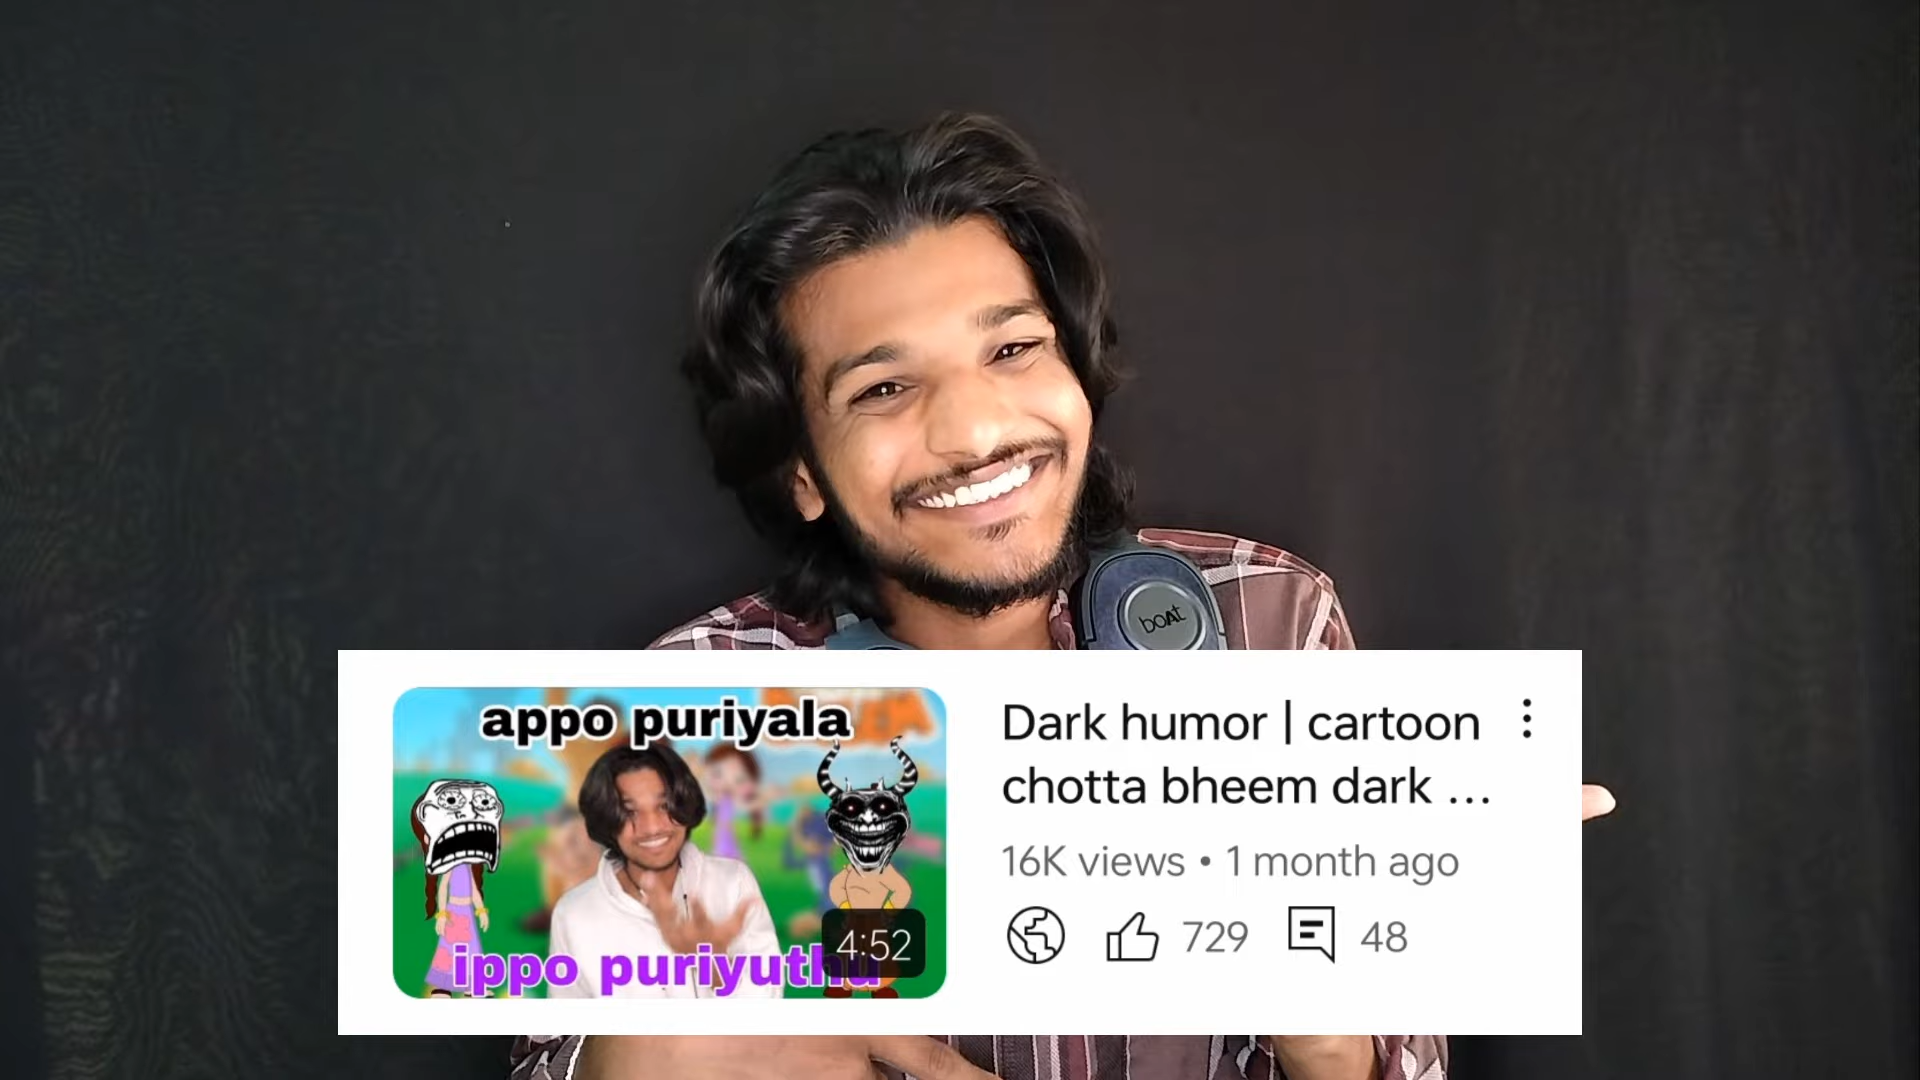 boAt
appo puriyala
ippo puriyuthu
4:52
Dark humor | cartoon
chotta bheem dark ...
16K views • 1 month ago
729
48